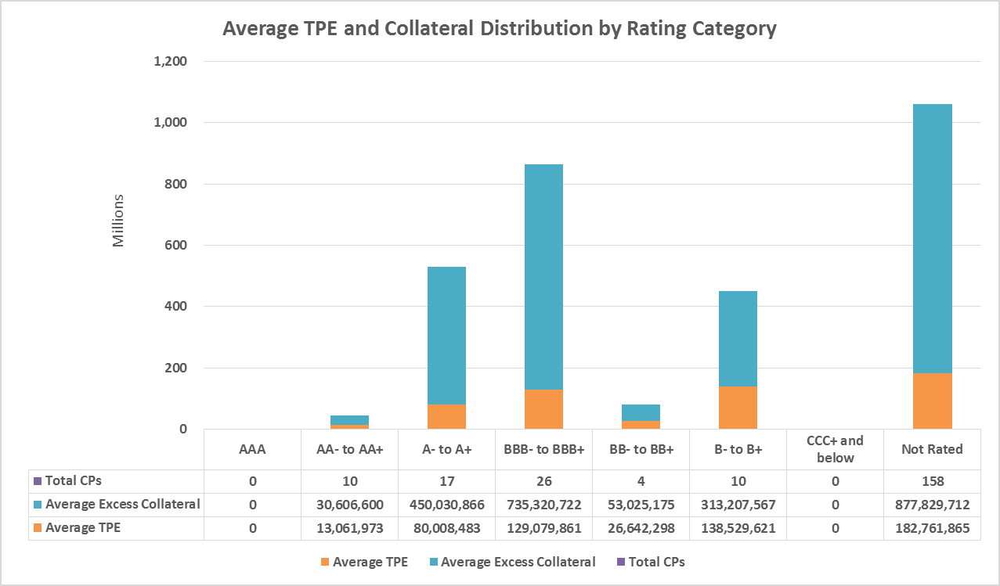 Average TPE and Collateral Distribution by Rating Category
1,200
1,000
800
600
400
200
0
Millions
AAA AA- to AA+ A- to A+ BBB- to BBB+ BB- to BB+ B- to B+ CCC+ and below Not Rated
Total CPs 0 10 17 26 4 10 0 158
Average Excess Collateral 0 30,606,600 450,030,866 735,320,722 53,025,175 313,207,567 0 877,829,712
Average TPE 0 13,061,973 80,008,483 129,079,861 26,642,298 138,529,621 0 182,761,865
Average TPE Average Excess Collateral Total CPs